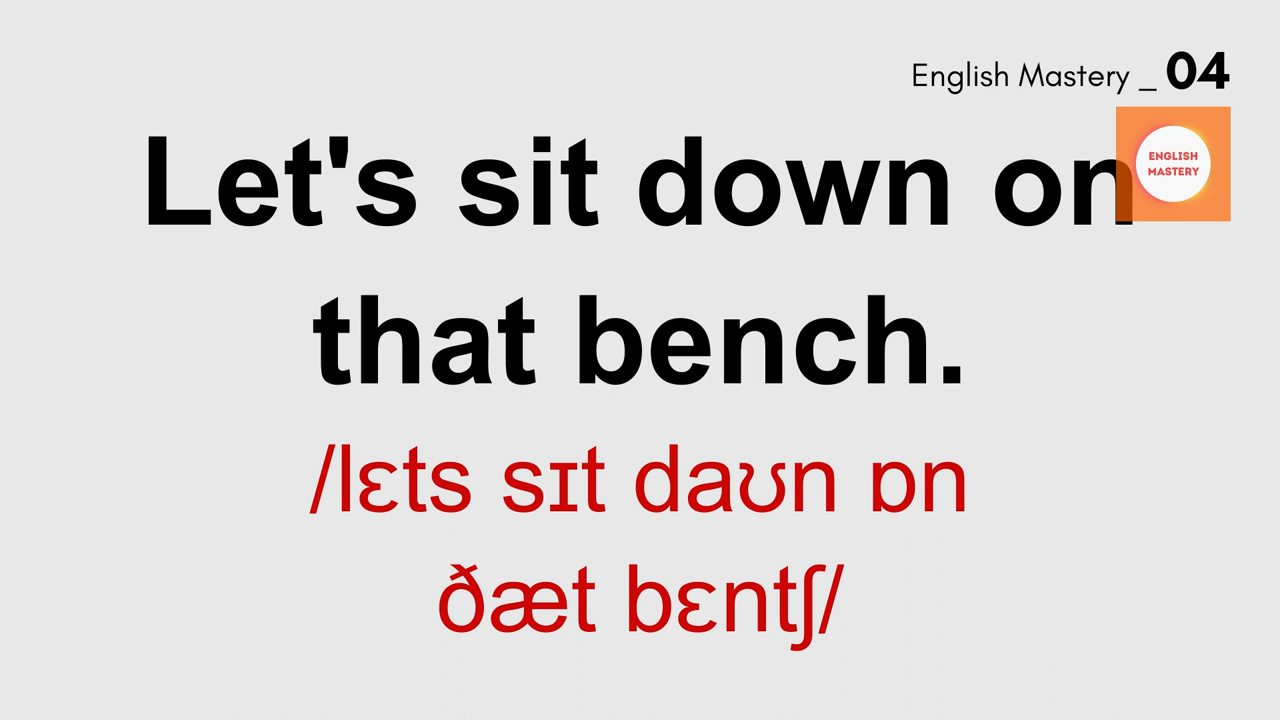 English Mastery _ 04
Let's sit down on
ENGLISH
MASTERY
that bench.
/lɛts sɪt daʊn ɒn
ðæt bɛntʃ/